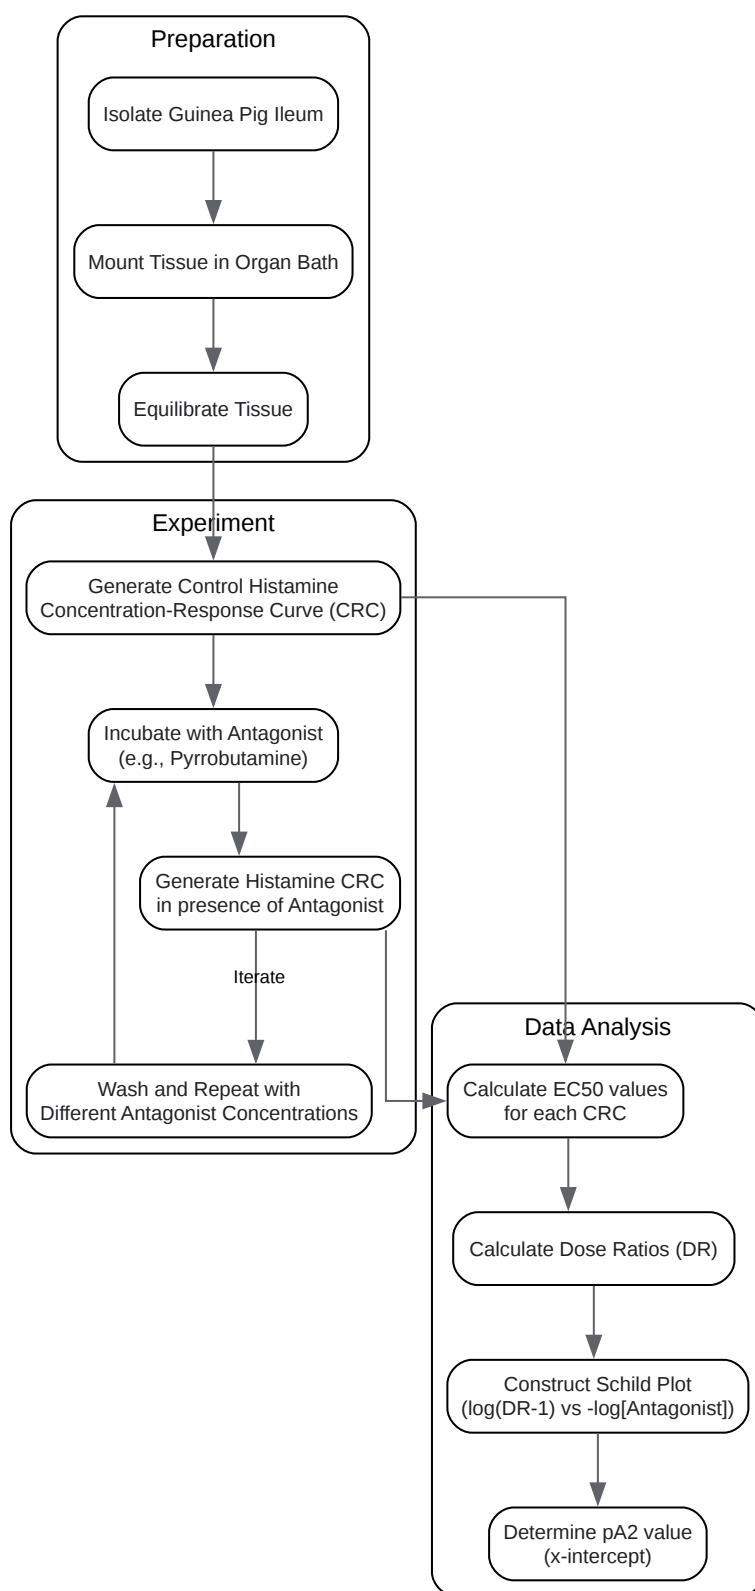 Preparation
Isolate Guinea Pig Ileum
Mount Tissue in Organ Bath
Equilibrate Tissue
Experiment
Generate Control Histamine
Concentration-Response Curve (CRC)
Incubate with Antagonist
(e.g., Pyrrobutamine)
Generate Histamine CRC
in presence of Antagonist
Iterate
Wash and Repeat with
Different Antagonist Concentrations
Data Analysis
Calculate EC50 values
for each CRC
Calculate Dose Ratios (DR)
Construct Schild Plot
(log(DR-1) vs -log[Antagonist])
Determine pA2 value
(x-intercept)